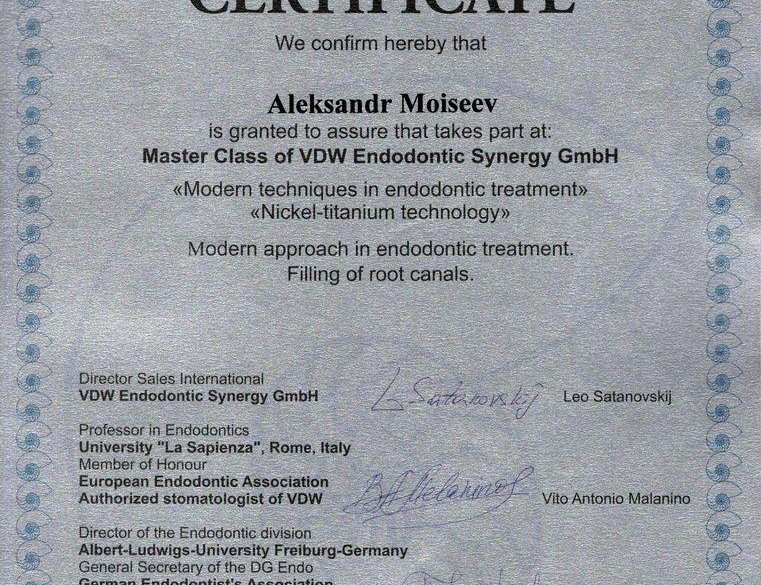 CERTIFICATE
We confirm hereby that
Aleksandr Moiseev
is granted to assure that takes part at:
Master Class of VDW Endodontic Synergy GmbH
«Modern techniques in endodontic treatment»
«Nickel-titanium technology»
Modern approach in endodontic treatment.
Filling of root canals.
Director Sales International
VDW Endodontic Synergy GmbH
L Satanovskij
Leo Satanovskij
Professor in Endodontics
University "La Sapienza", Rome, Italy
Member of Honour
European Endodontic Association
Authorized stomatologist of VDW
Vito Antonio Malanino
Director of the Endodontic division
Albert-Ludwigs-University Freiburg-Germany
General Secretary of the DG Endo
German Endodontist's Association